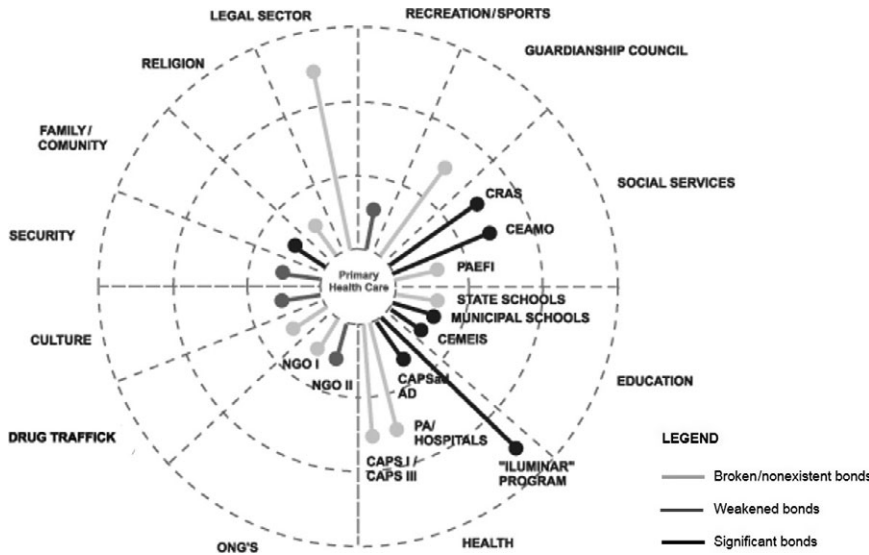 LEGAL SECTOR
RECREATION/SPORTS
GUARDIANSHIP COUNCIL
RELIGION
FAMILY/
COMUNITY
SOCIAL SERVICES
CRAS
CEAMO
SECURITY
PAEFI
Primary
Health Care
STATE SCHOOLS
MUNICIPAL SCHOOLS
CULTURE
CEMEIS
NGO I
NGO II
CAPSad
AD
EDUCATION
DRUG TRAFFICK
PA/
HOSPITALS
CAPS I /
CAPS III
"ILUMINAR"
PROGRAM
ONG'S
HEALTH
LEGEND
Broken/nonexistent bonds
Weakened bonds
Significant bonds